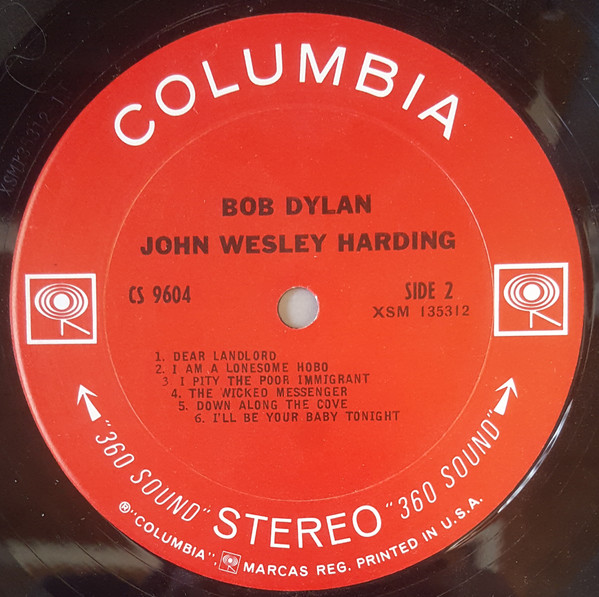 COLUMBIA
BOB DYLAN
JOHN WESLEY HARDING
CS 9604
SIDE 2
XSM 135312
1. DEAR LANDLORD
2. I AM A LONESOME HOBO
3 I PITY THE POOR IMMIGRANT
4. THE WICKED MESSENGER
5. DOWN ALONG THE COVE
6. I'LL BE YOUR BABY TONIGHT
"360 SOUND" STEREO "360 SOUND"
®"COLUMBIA", MARCAS REG. PRINTED IN U.S.A.